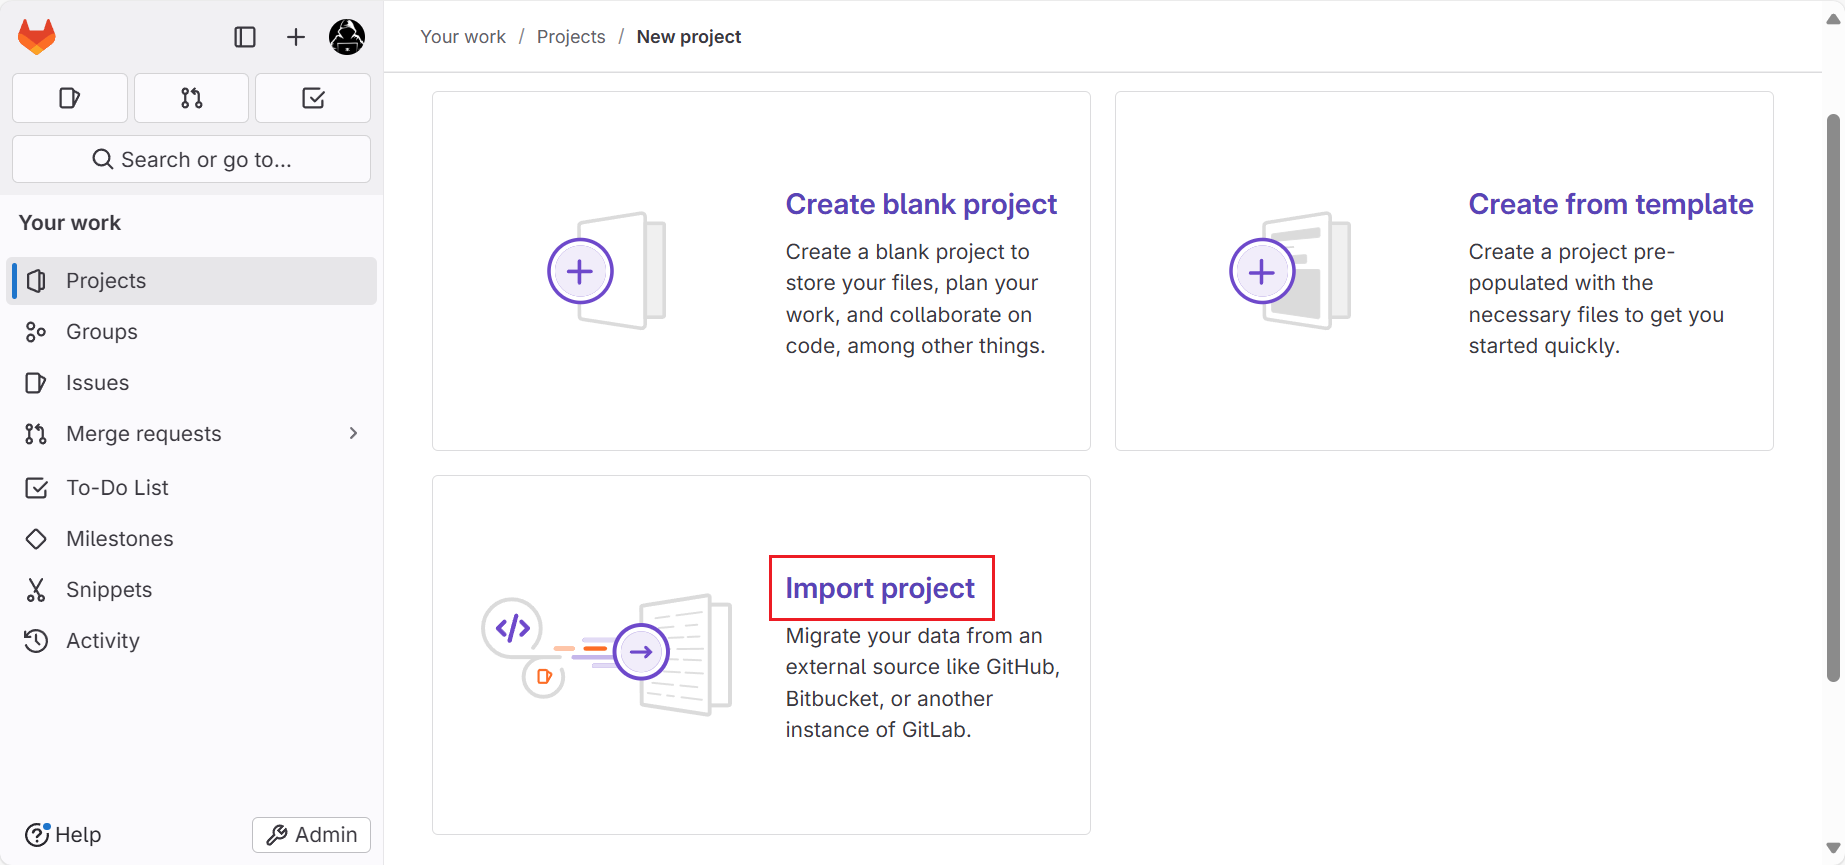 Search or go to...
Your work
Projects
Groups
Issues
Merge requests
To-Do List
Milestones
Snippets
Activity
Help
Admin
Your work / Projects / New project
Create blank project
Create a blank project to
store your files, plan your
work, and collaborate on
code, among other things.
Create from template
Create a project pre-
populated with the
necessary files to get you
started quickly.
Import project
Migrate your data from an
external source like GitHub,
Bitbucket, or another
instance of GitLab.